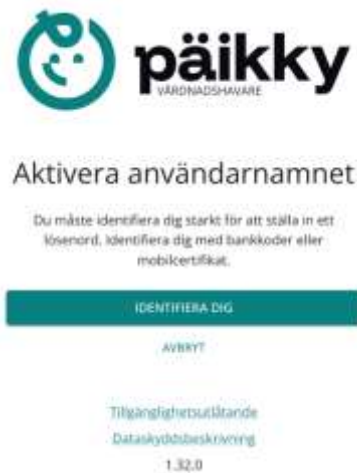 päikky
VÅRDNADSHAVARE
Aktivera användarnamnet
Du måste identifiera dig starkt för att ställa in ett
lösenord. Identifiera dig med bankkoder eller
mobilcertifikat.
IDENTIFIERA DIG
AVBRYT
Tillgänglighetsutlåtande
Dataskyddsbeskrivning
1.32.0